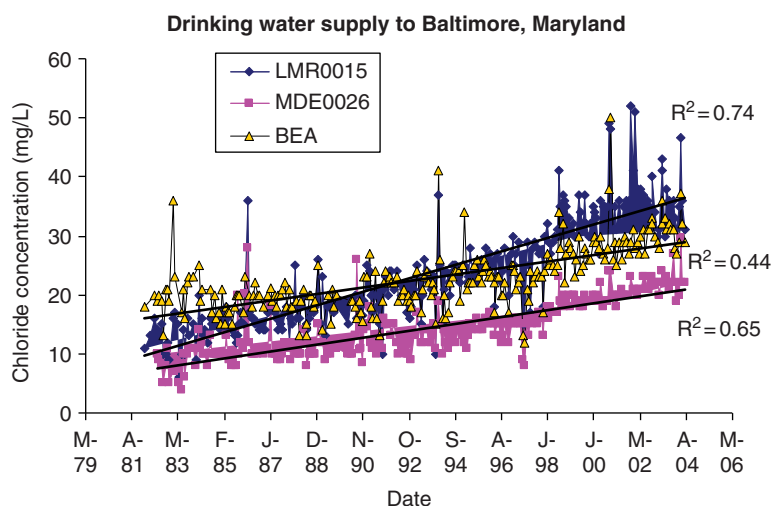 Drinking water supply to Baltimore, Maryland
LMR0015
MDE0026
BEA
Chloride concentration (mg/L)
60
50
40
30
20
10
0
R²=0.74
R²=0.44
R²=0.65
M- A- M- F- J- D- N- O- S- A- J- M- A- M-
79 81 83 85 87 88 90 92 94 96 98 00 02 04 06
Date